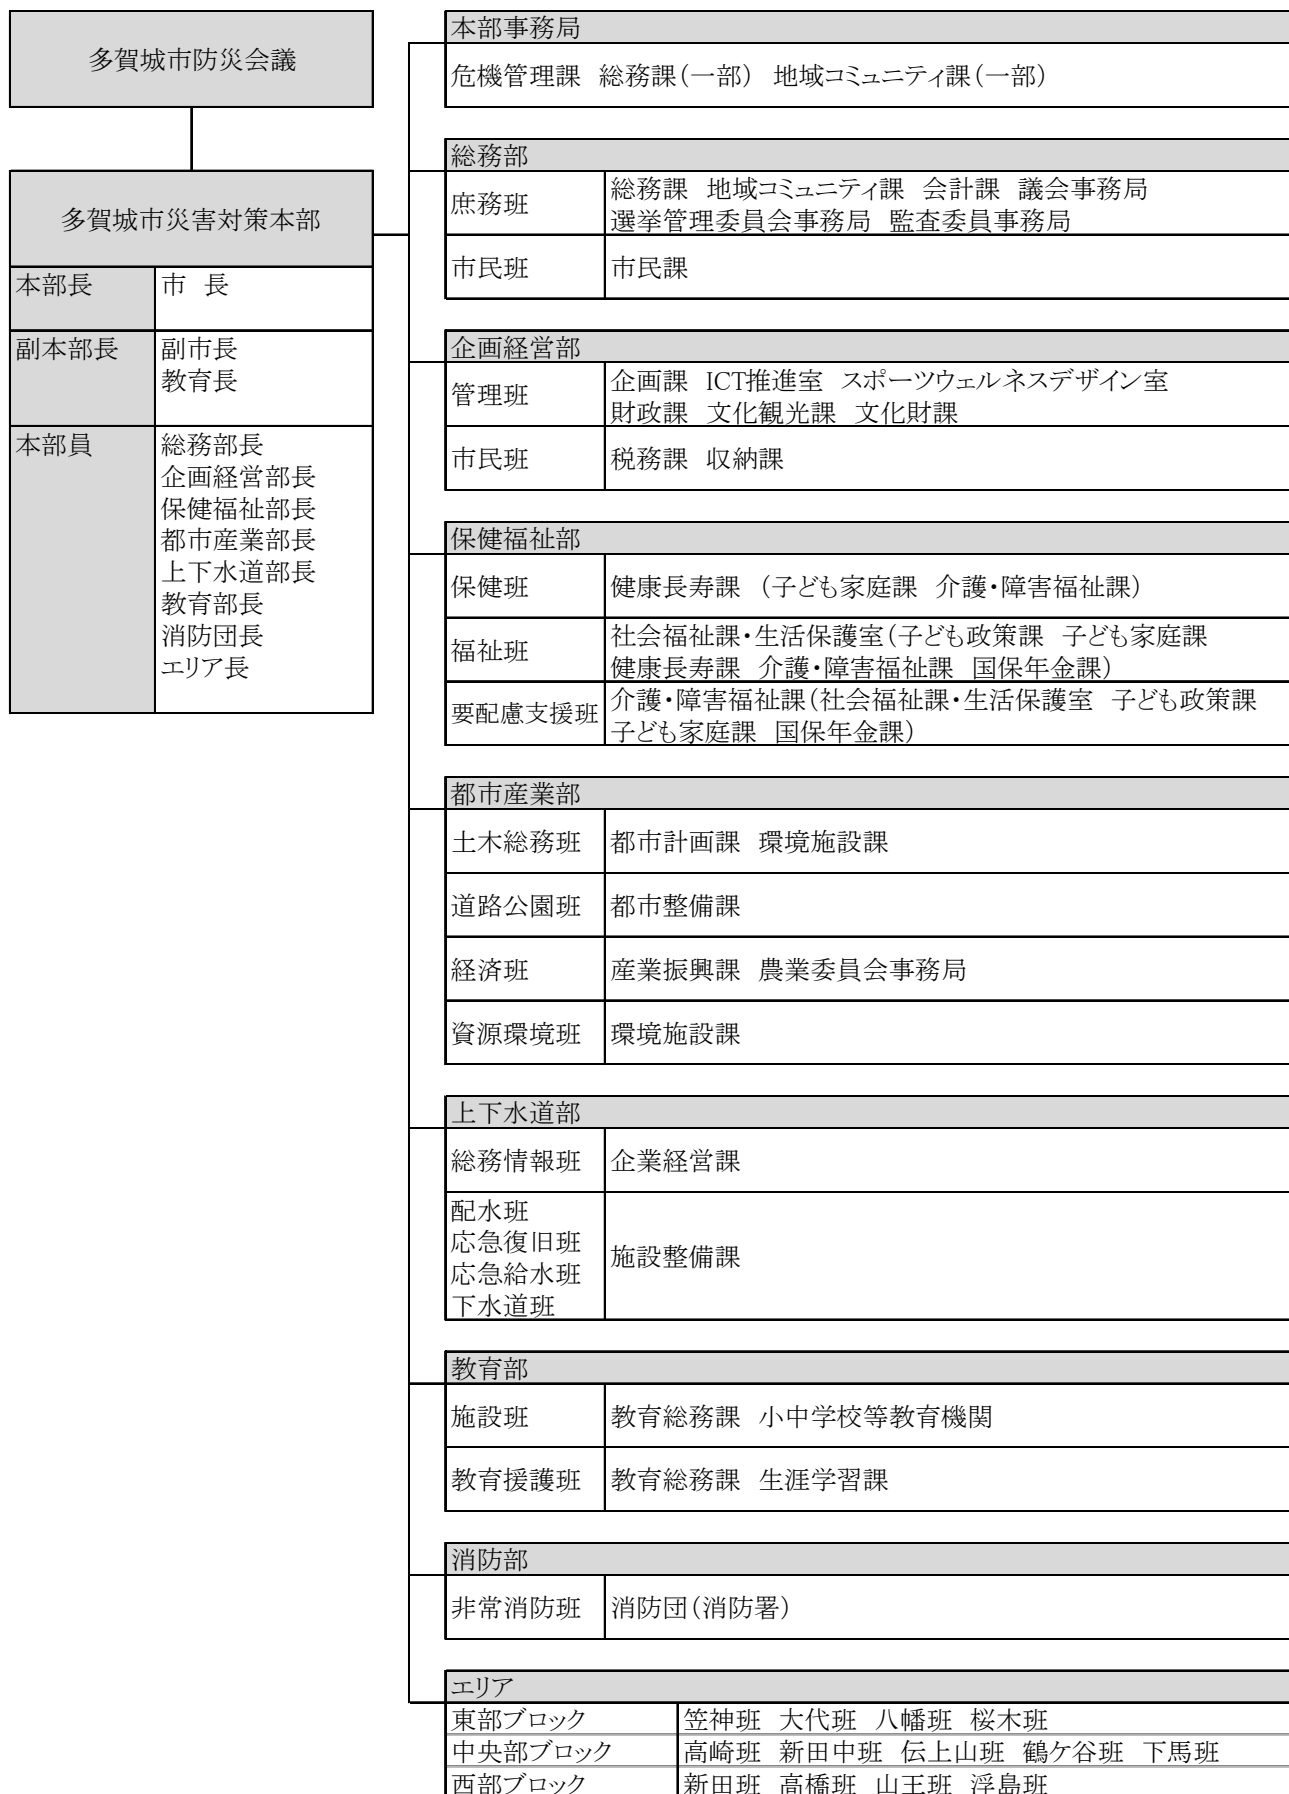 多賀城市防災会議
多賀城市災害対策本部
本部長 市　長
副本部長 副市長
教育長
本部員 総務部長
企画経営部長
保健福祉部長
都市産業部長
上下水道部長
教育部長
消防団長
エリア長
本部事務局
危機管理課　総務課（一部）　地域コミュニティ課（一部）
総務部
庶務班 総務課　地域コミュニティ課　会計課　議会事務局
選挙管理委員会事務局　監査委員事務局
市民班 市民課
企画経営部
管理班 企画課　ICT推進室　スポーツウェルネスデザイン室
財政課　文化観光課　文化財課
市民班 税務課　収納課
保健福祉部
保健班 健康長寿課　（子ども家庭課　介護・障害福祉課）
福祉班 社会福祉課・生活保護室（子ども政策課　子ども家庭課
健康長寿課　介護・障害福祉課　国保年金課）
要配慮支援班 介護・障害福祉課（社会福祉課・生活保護室　子ども政策課
子ども家庭課　国保年金課）
都市産業部
土木総務班 都市計画課　環境施設課
道路公園班 都市整備課
経済班 産業振興課　農業委員会事務局
資源環境班 環境施設課
上下水道部
総務情報班 企業経営課
配水班
応急復旧班
応急給水班
下水道班
施設整備課
教育部
施設班 教育総務課　小中学校等教育機関
教育援護班 教育総務課　生涯学習課
消防部
非常消防班 消防団（消防署）
エリア
東部ブロック 笠神班　大代班　八幡班　桜木班
中央部ブロック 高崎班　新田中班　伝上山班　鶴ケ谷班　下馬班
西部ブロック 新田班　高橋班　山王班　浮島班